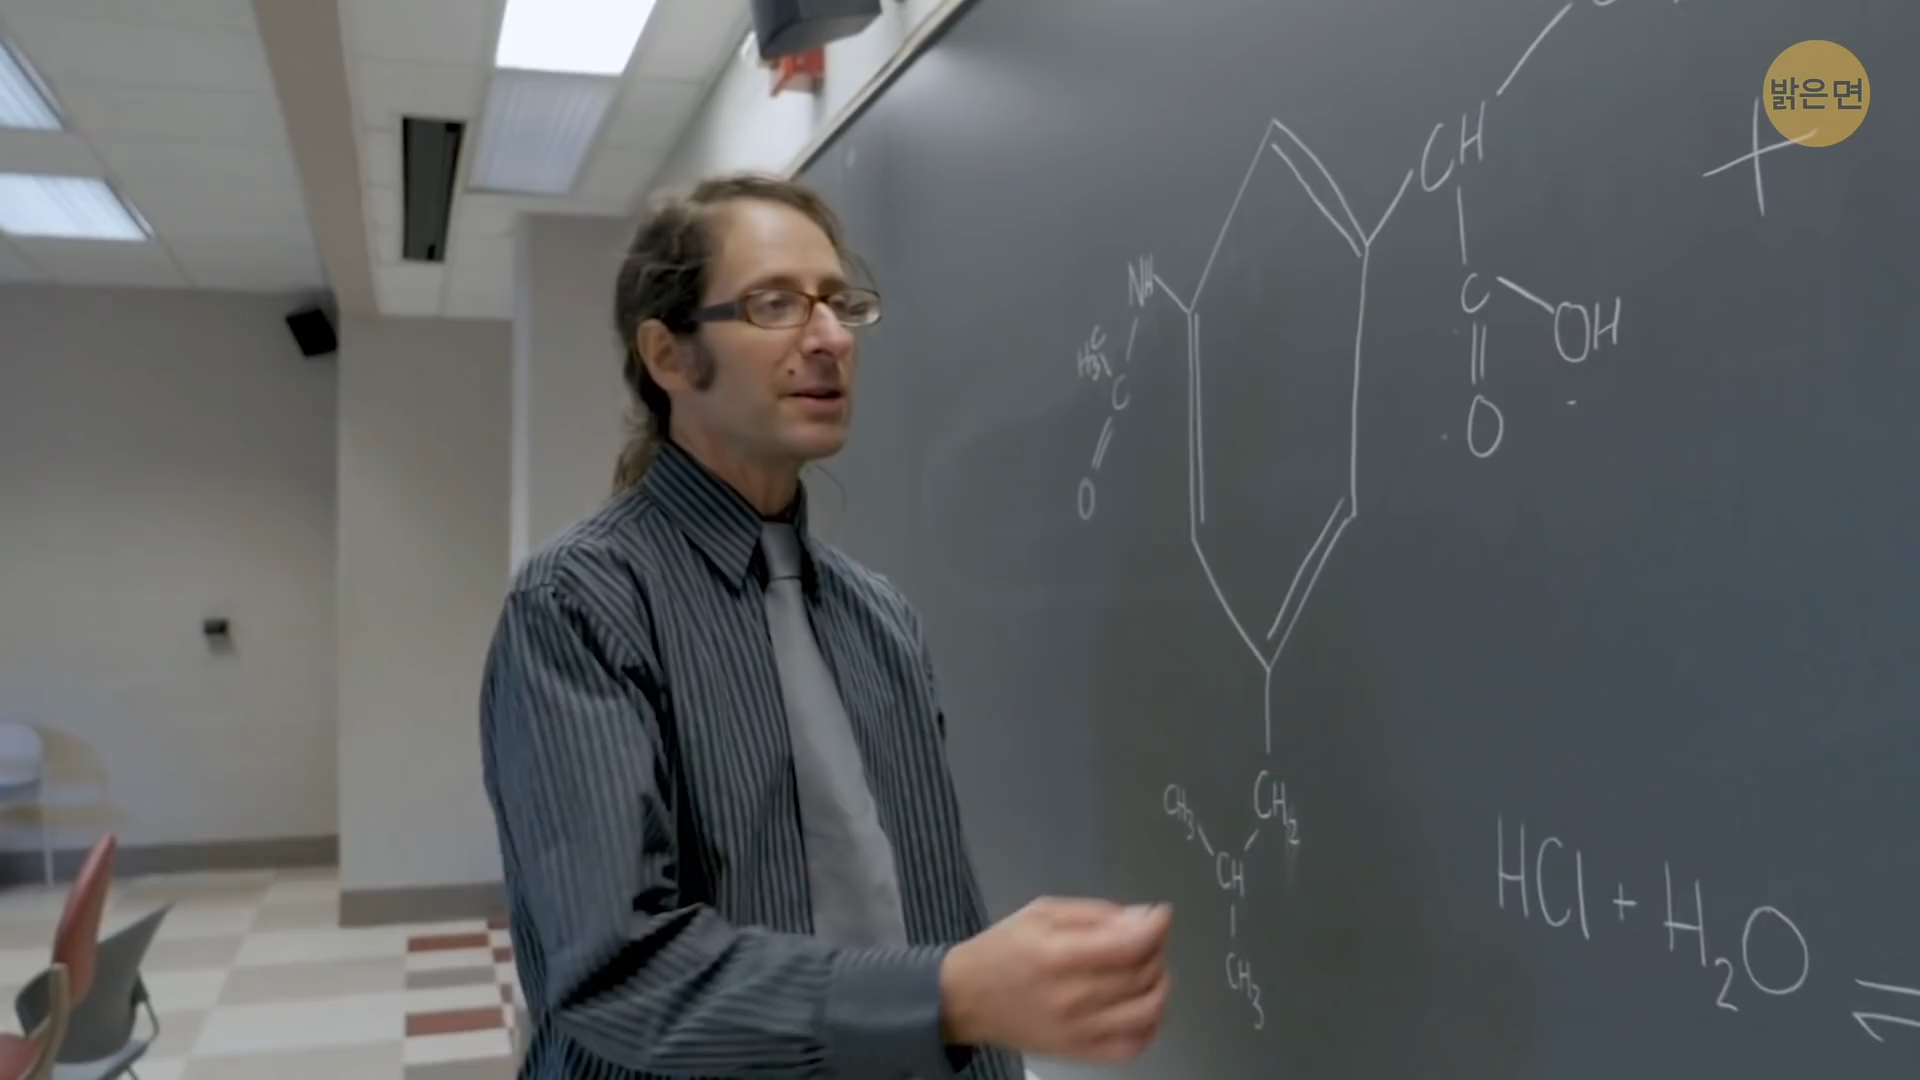 밝은면
CH
NH
C
OH
H3C
C
O
O
CH3
CH2
CH
CH3
HCl + H2O ⇌